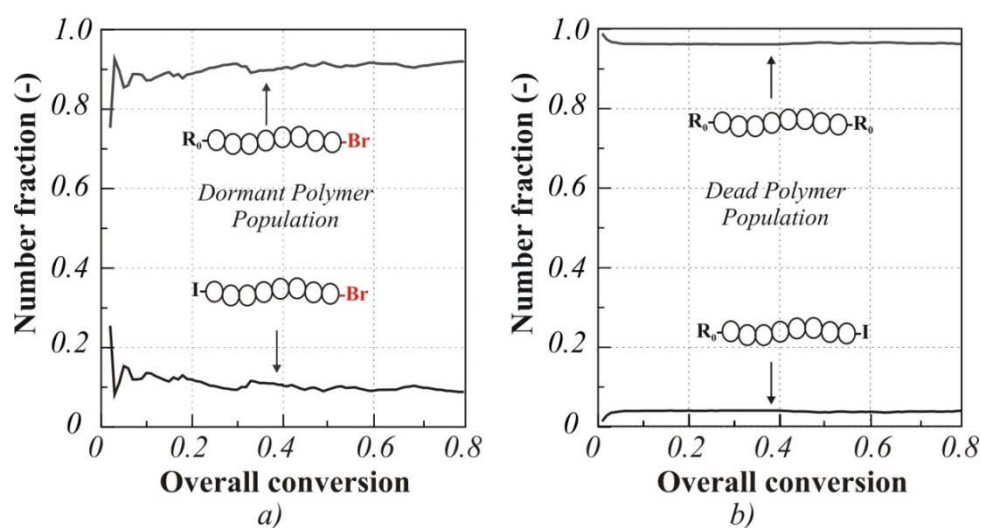 Number fraction (-)
1.0
0.8
0.6
0.4
0.2
0
R₀- -Br
Dormant Polymer
Population
I- -Br
0 0.2 0.4 0.6 0.8
Overall conversion
a)
Number fraction (-)
1.0
0.8
0.6
0.4
0.2
0
R₀- -R₀
Dead Polymer
Population
R₀- -I
0 0.2 0.4 0.6 0.8
Overall conversion
b)